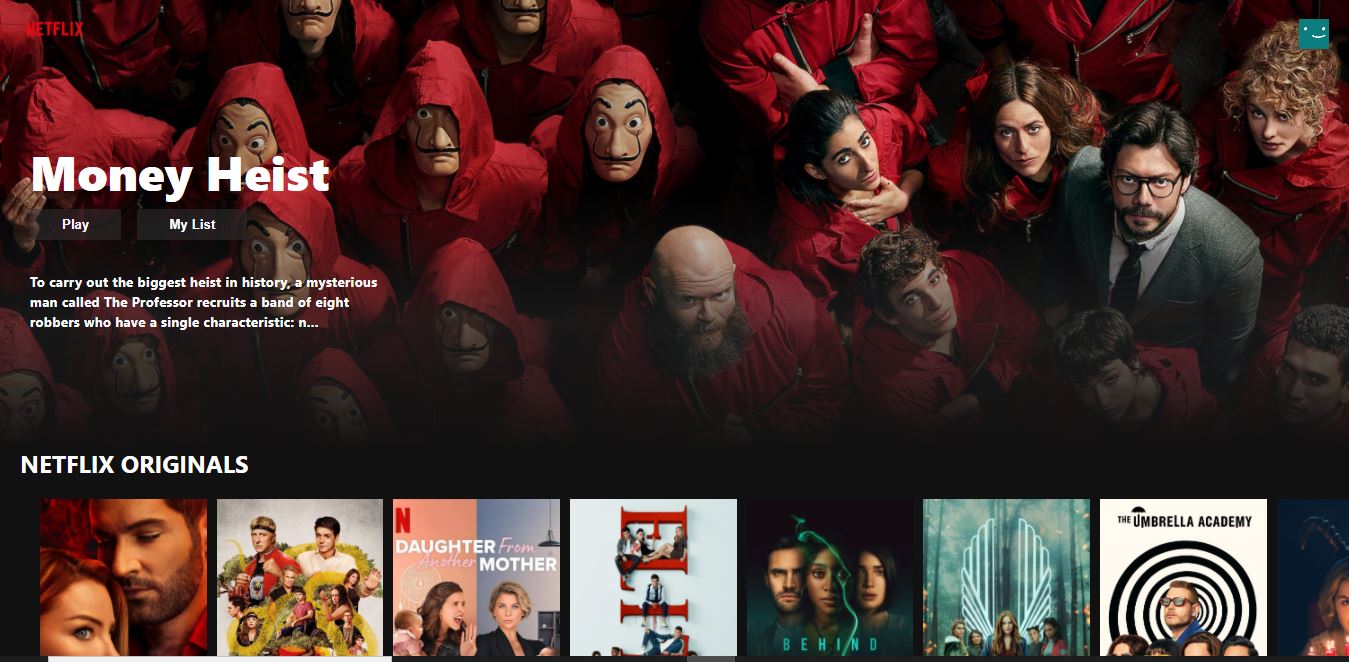 NETFLIX
Money Heist
Play
My List
To carry out the biggest heist in history, a mysterious
man called The Professor recruits a band of eight
robbers who have a single characteristic: n...
NETFLIX ORIGINALS
N
DAUGHTER From
Another MOTHER
THE UMBRELLA ACADEMY
BEHIND